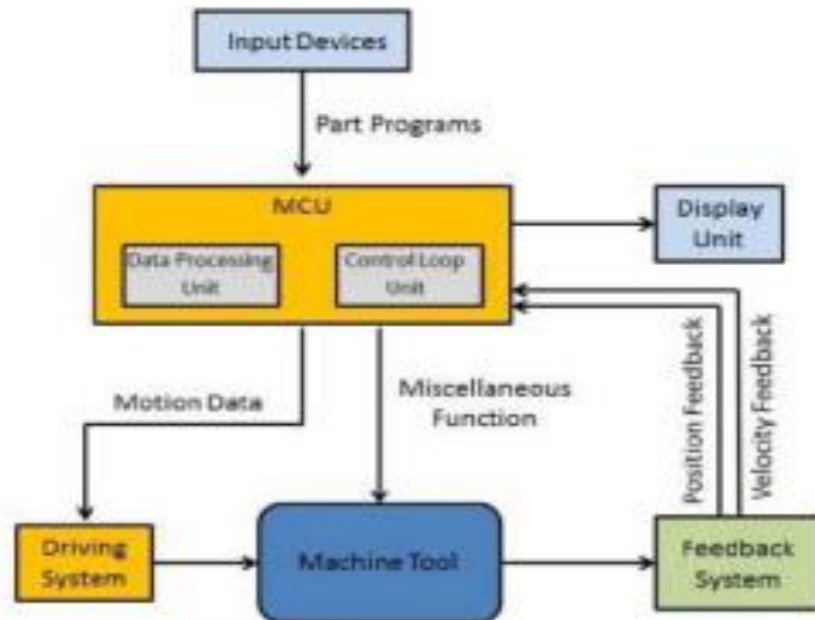 Input Devices
Part Programs
MCU
Display
Unit
Data Processing
Unit
Control Loop
Unit
Motion Data
Miscellaneous
Function
Position Feedback
Velocity Feedback
Driving
System
Machine Tool
Feedback
System